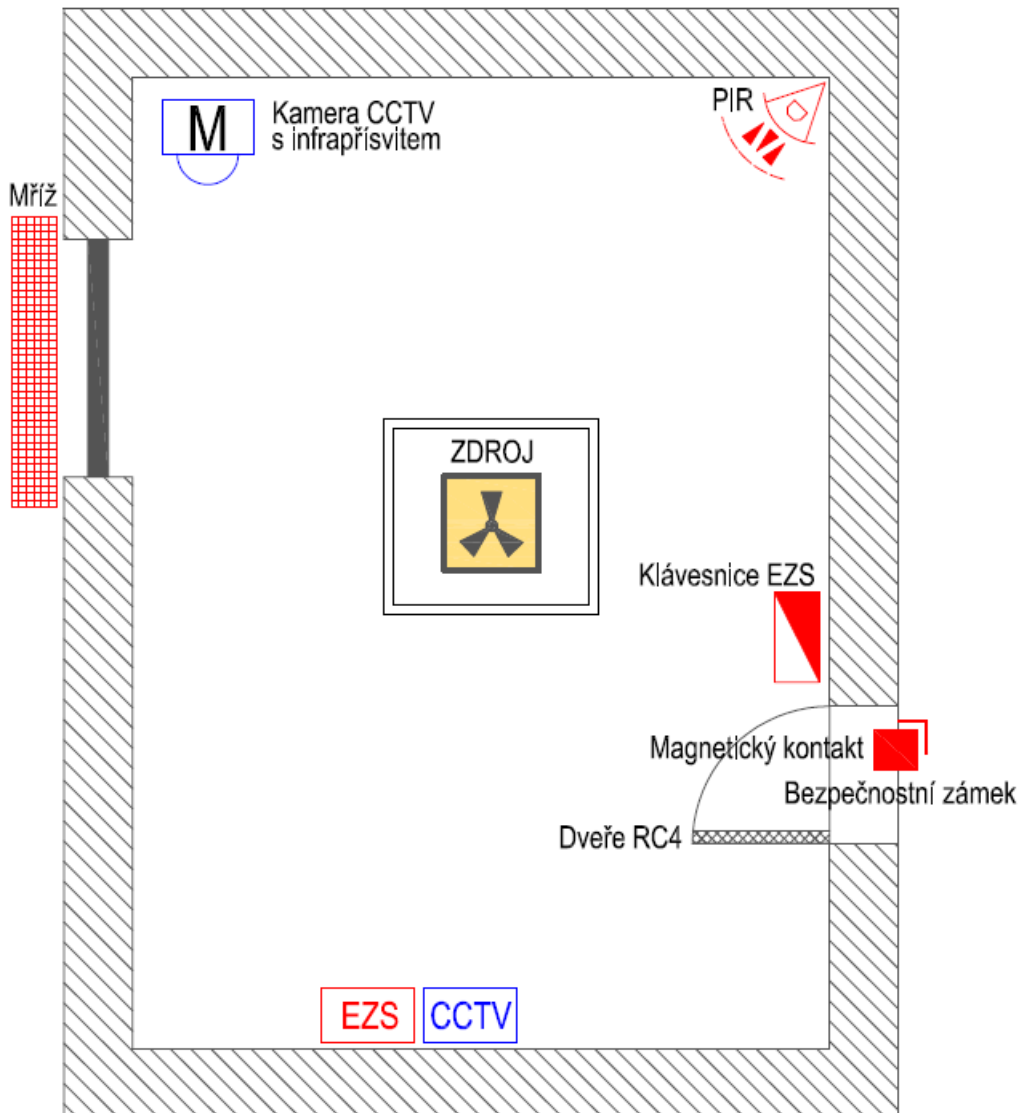 M
Kamera CCTV
s infrapřísvitem
PIR
Mříž
ZDROJ
Klávesnice EZS
Magnetický kontakt
Bezpečnostní zámek
Dveře RC4
EZS
CCTV